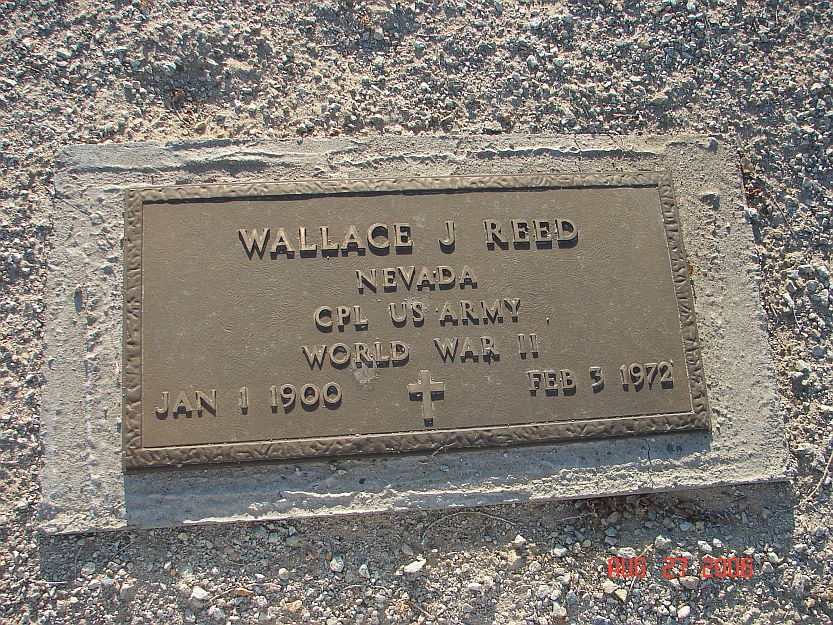 WALLACE J REED
NEVADA
CPL US ARMY
WORLD WAR II
JAN 1 1900 FEB 3 1972
AUG 27 2006